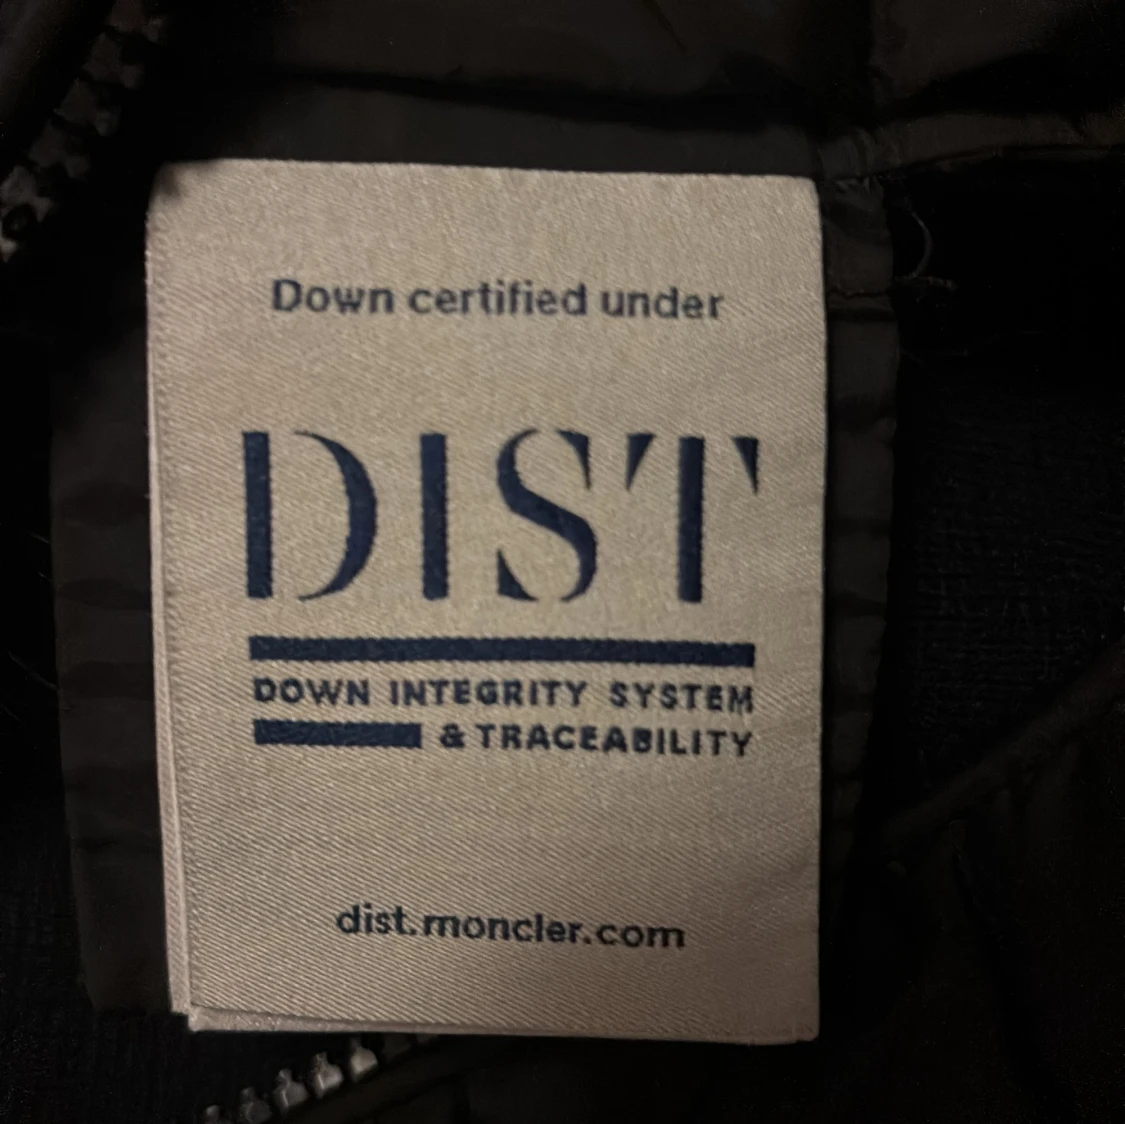 Down certified under
DIST
DOWN INTEGRITY SYSTEM
& TRACEABILITY
dist.moncler.com